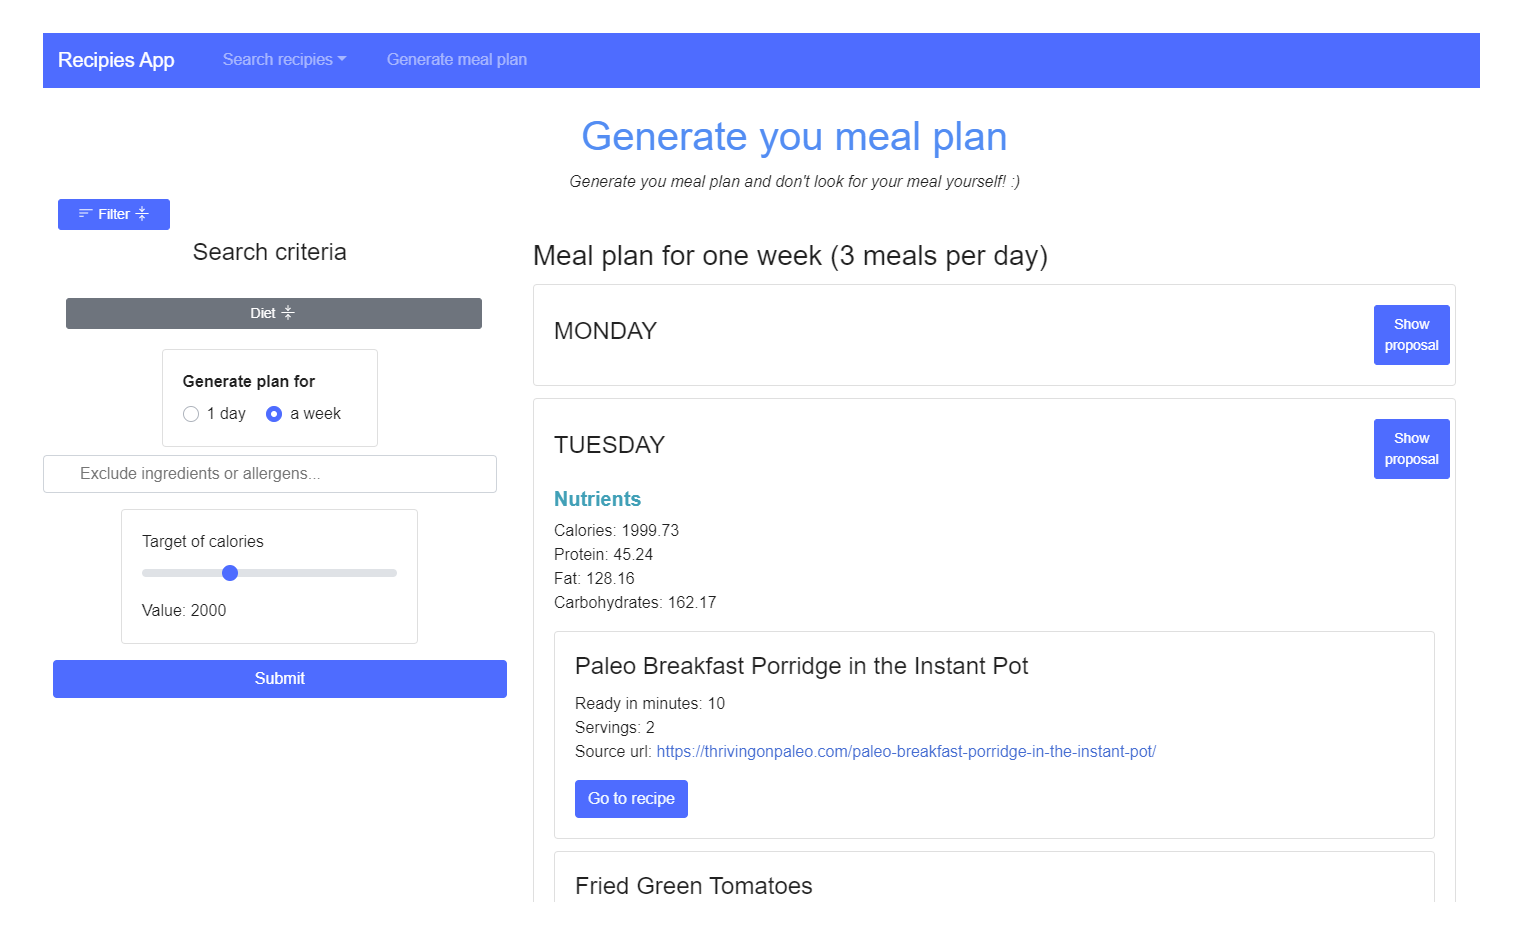 Recipies App Search recipies Generate meal plan
Generate you meal plan
Generate you meal plan and don't look for your meal yourself! :)
Filter
Search criteria
Diet
Generate plan for
1 day a week
Exclude ingredients or allergens...
Target of calories
Value: 2000
Submit
Meal plan for one week (3 meals per day)
MONDAY
Show
proposal
TUESDAY
Show
proposal
Nutrients
Calories: 1999.73
Protein: 45.24
Fat: 128.16
Carbohydrates: 162.17
Paleo Breakfast Porridge in the Instant Pot
Ready in minutes: 10
Servings: 2
Source url: https://thrivingonpaleo.com/paleo-breakfast-porridge-in-the-instant-pot/
Go to recipe
Fried Green Tomatoes